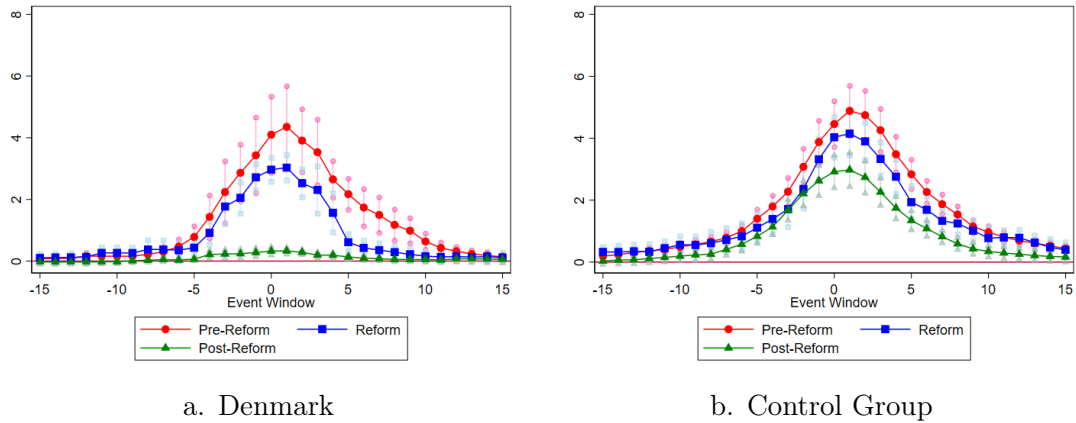 8
6
4
2
0
-15 -10 -5 0 5 10 15
Event Window
Pre-Reform Reform
Post-Reform
a. Denmark
8
6
4
2
0
-15 -10 -5 0 5 10 15
Event Window
Pre-Reform Reform
Post-Reform
b. Control Group